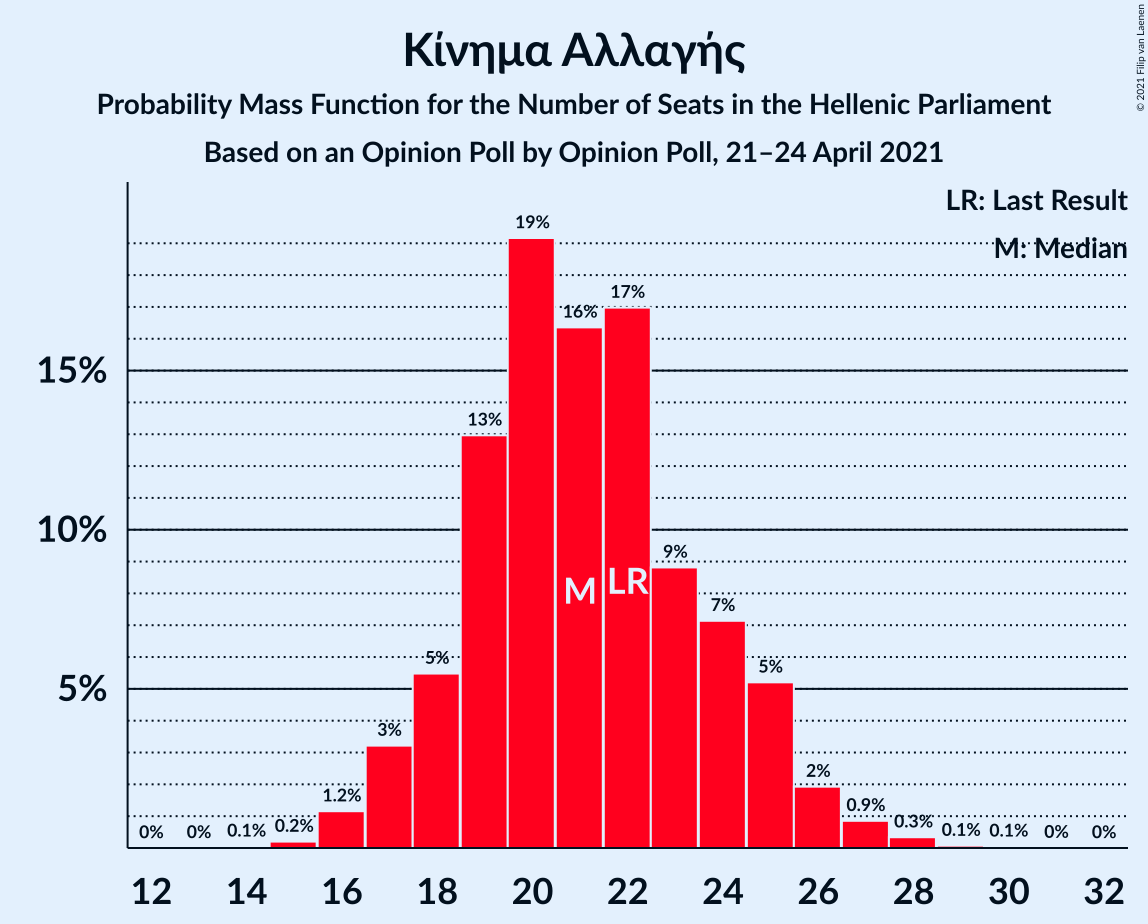 Κίνημα Αλλαγής
Probability Mass Function for the Number of Seats in the Hellenic Parliament
Based on an Opinion Poll by Opinion Poll, 21–24 April 2021
© 2021 Filip van Laenen
LR: Last Result
M: Median
15%
10%
5%
0%
0%
0.1%
0.2%
1.2%
3%
5%
13%
19%
16%
17%
9%
7%
5%
2%
0.9%
0.3%
0.1%
0.1%
0%
0%
M
LR
12 14 16 18 20 22 24 26 28 30 32